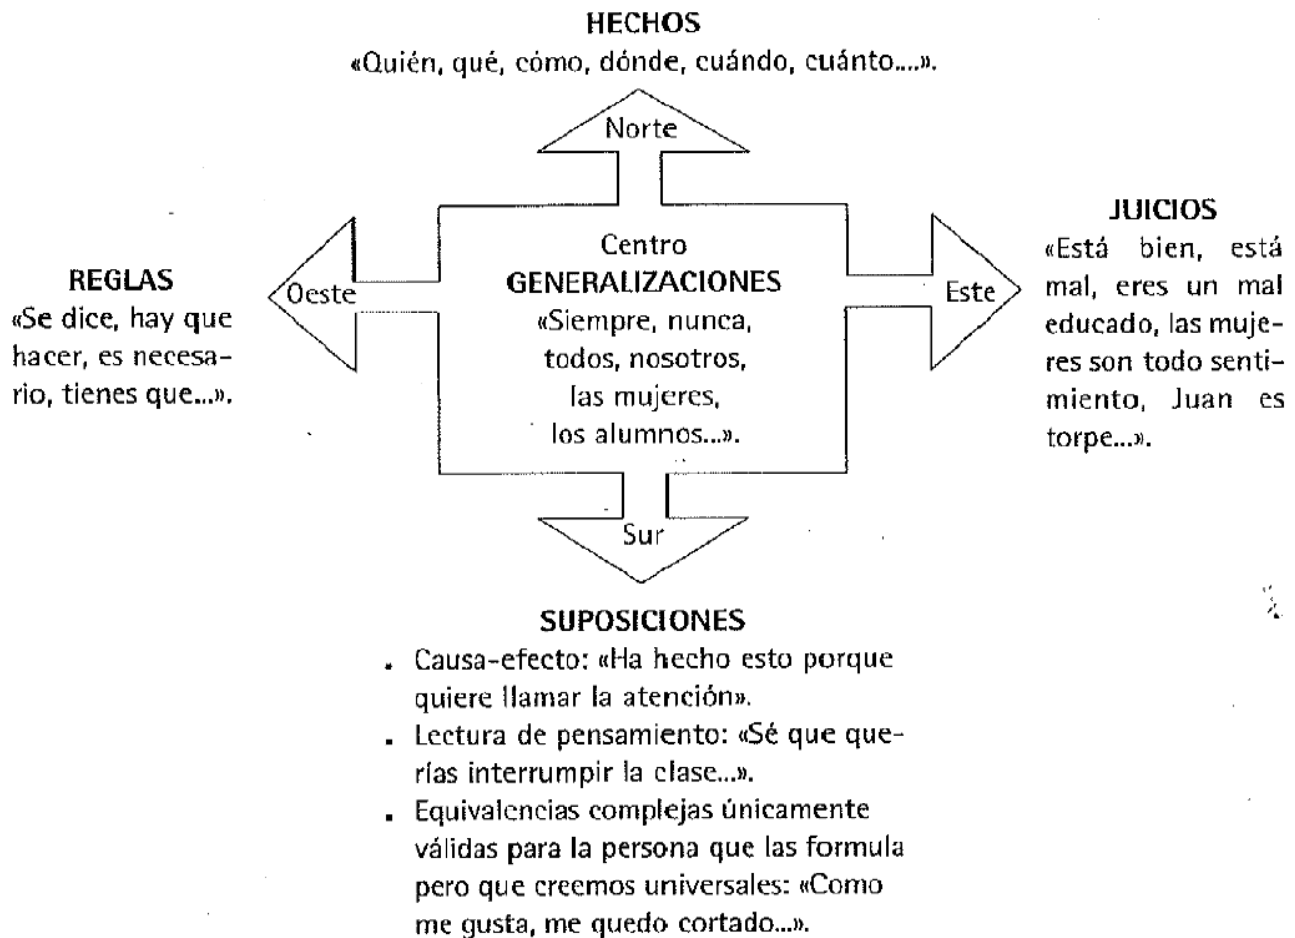 HECHOS
«Quién, qué, cómo, dónde, cuándo, cuánto....».
Norte
JUICIOS
«Está bien, está
mal, eres un mal
educado, las muje-
res son todo senti-
miento, Juan es
torpe...».
Este
Centro
GENERALIZACIONES
«Siempre, nunca,
todos, nosotros,
las mujeres,
los alumnos...».
Oeste
REGLAS
«Se dice, hay que
hacer, es necesa-
rio, tienes que...».
Sur
SUPOSICIONES
. Causa-efecto: «Ha hecho esto porque
quiere llamar la atención».
. Lectura de pensamiento: «Sé que que-
rías interrumpir la clase...».
. Equivalencias complejas únicamente
válidas para la persona que las formula
pero que creemos universales: «Como
me gusta, me quedo cortado...».